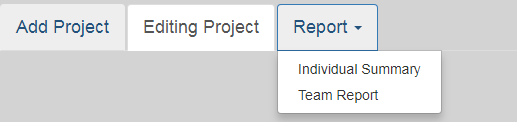 Add Project Editing Project Report
Individual Summary
Team Report